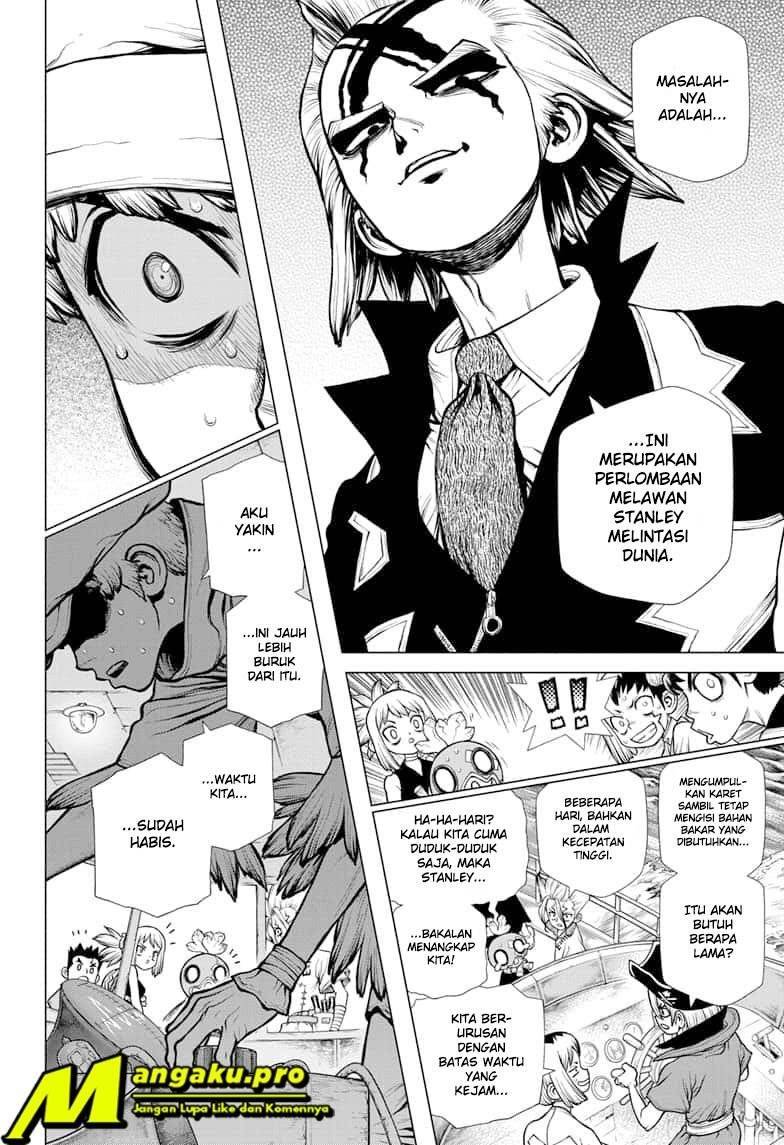 MASALAH-
NYA
ADALAH...
...INI
MERUPAKAN
PERLOMBAAN
MELAWAN
STANLEY
MELINTASI
DUNIA.
!!
MENGUMPUL-
KAN KARET
SAMBIL TETAP
MENGISI BAHAN
BAKAR YANG
DIBUTUHKAN...
ITU AKAN
BUTUH
BERAPA
LAMA?
BEBERAPA
HARI, BAHKAN
DALAM
KECEPATAN
TINGGI.
HA-HA-HARI?
KALAU KITA CUMA
DUDUK-DUDUK
SAJA, MAKA
STANLEY...
...BAKALAN
MENANGKAP
KITA!
KITA BER-
URUSAN
DENGAN
BATAS WAKTU
YANG
KEJAM...
AKU
YAKIN
...
...INI JAUH
LEBIH
BURUK
DARI ITU.
...WAKTU
KITA...
...SUDAH
HABIS.
Mangaku.pro
Jangan Lupa Like dan Komennya